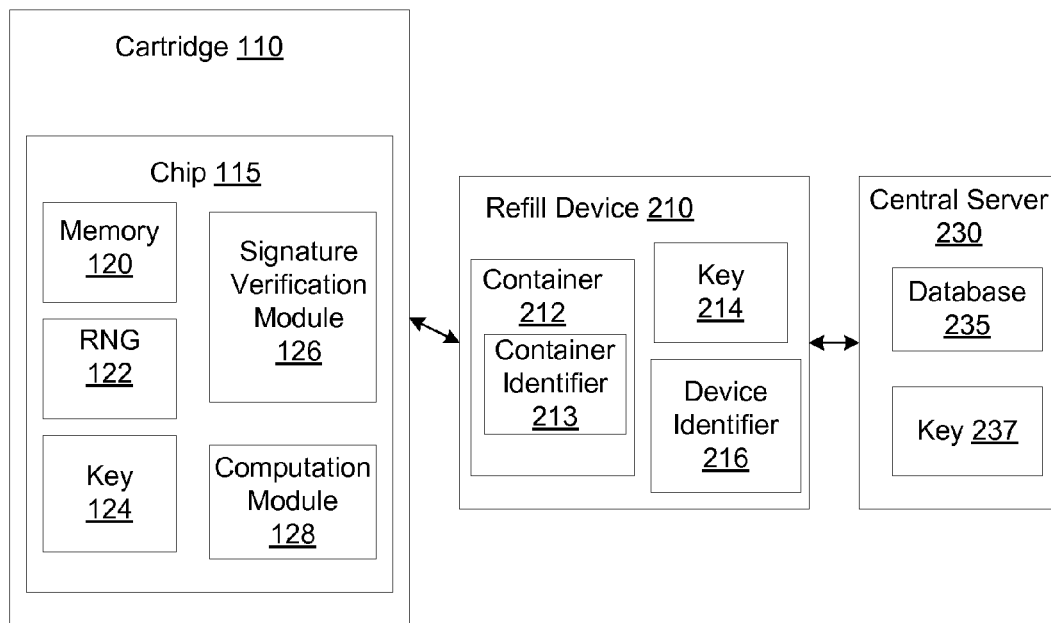 Cartridge 110
Chip 115
Memory
120
RNG
122
Key
124
Signature
Verification
Module
126
Computation
Module
128
Refill Device 210
Container
212
Container
Identifier
213
Key
214
Device
Identifier
216
Central Server
230
Database
235
Key 237